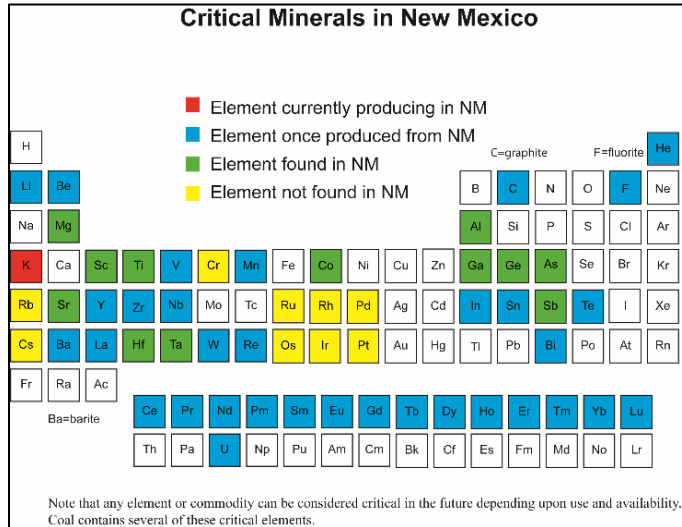 Critical Minerals in New Mexico
Element currently producing in NM
Element once produced from NM
Element found in NM
Element not found in NM
C=graphite F=fluorite
H He
Li Be B C N O F Ne
Na Mg Al Si P S Cl Ar
K Ca Sc Ti V Cr Mn Fe Co Ni Cu Zn Ga Ge As Se Br Kr
Rb Sr Y Zr Nb Mo Tc Ru Rh Pd Ag Cd In Sn Sb Te I Xe
Cs Ba La Hf Ta W Re Os Ir Pt Au Hg Tl Pb Bi Po At Rn
Fr Ra Ac
Ba=barite
Ce Pr Nd Pm Sm Eu Gd Tb Dy Ho Er Tm Yb Lu
Th Pa U Np Pu Am Cm Bk Cf Es Fm Md No Lr
Note that any element or commodity can be considered critical in the future depending upon use and availability.
Coal contains several of these critical elements.